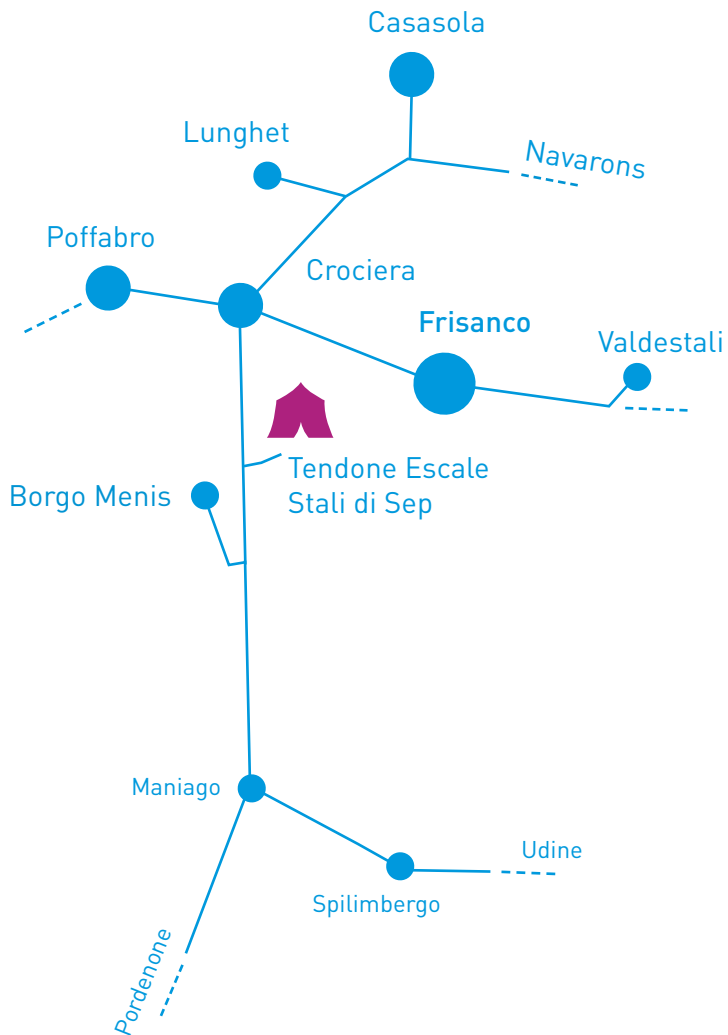 Casasola
Lunghet
Navarons
Poffabro
Crociera
Frisanco
Valdestali
Tendone Escale
Stali di Sep
Borgo Menis
Maniago
Udine
Spilimbergo
Pordenone